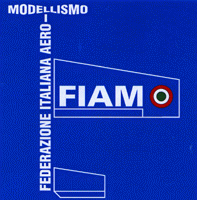 MODELLISMO
FEDERAZIONE ITALIANA AERO-
FIAM